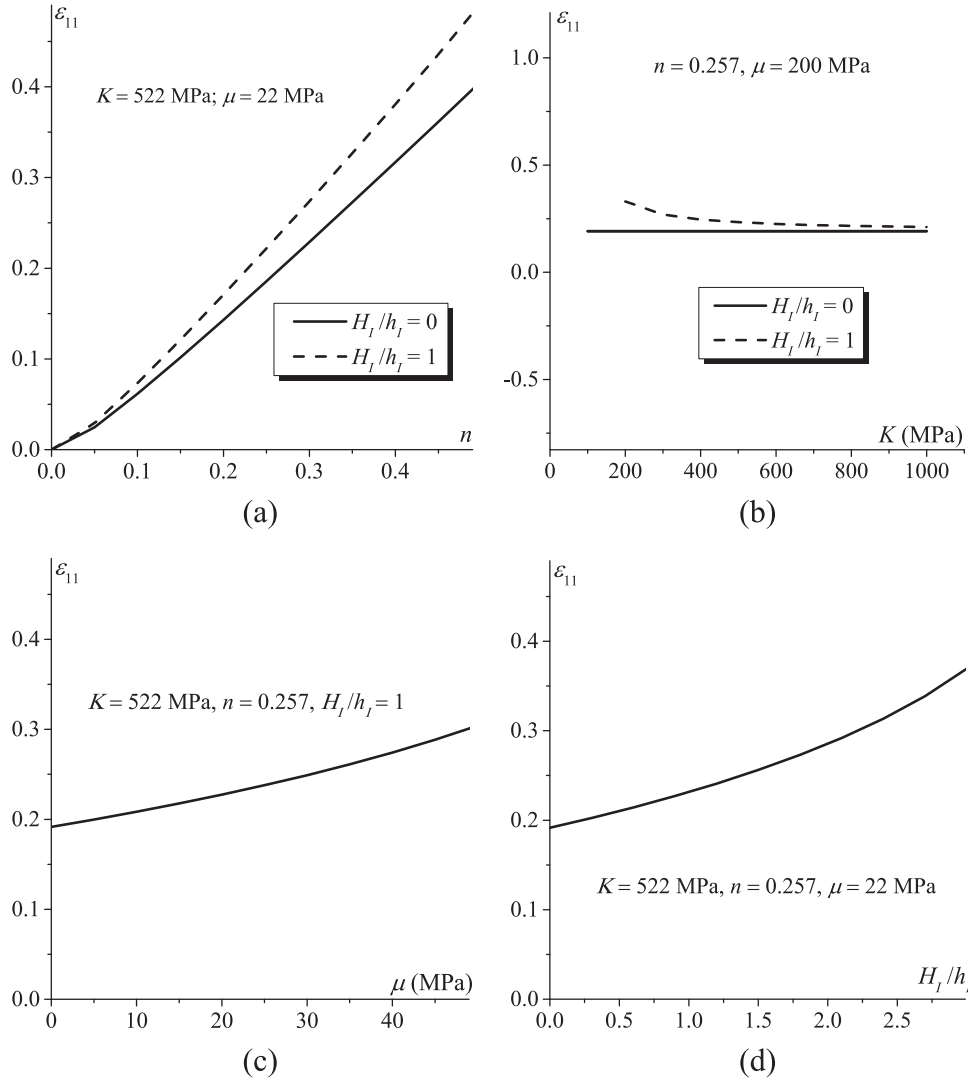 ε11
0.4
0.3
0.2
0.1
0.0
K = 522 MPa; μ = 22 MPa
H_I/h_I = 0
H_I/h_I = 1
n
0.0 0.1 0.2 0.3 0.4
(a)
ε11
1.0
0.5
0.0
-0.5
n = 0.257, μ = 200 MPa
H_I/h_I = 0
H_I/h_I = 1
K (MPa)
0 200 400 600 800 1000
(b)
ε11
0.4
0.3
0.2
0.1
0.0
K = 522 MPa, n = 0.257, H_I/h_I = 1
μ (MPa)
0 10 20 30 40
(c)
ε11
0.4
0.3
0.2
0.1
0.0
K = 522 MPa, n = 0.257, μ = 22 MPa
H_I/h_I
0.0 0.5 1.0 1.5 2.0 2.5
(d)